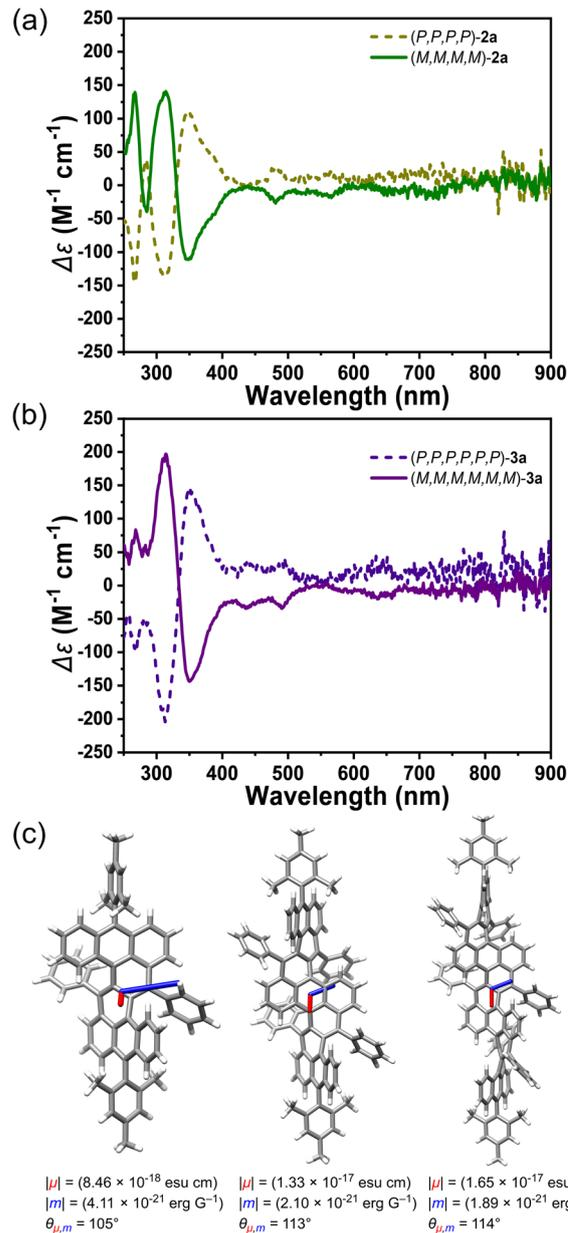 (a)
250
200
150
100
50
0
-50
-100
-150
-200
-250
Δε (M⁻¹ cm⁻¹)
(P,P,P,P)-2a
(M,M,M,M)-2a
300 400 500 600 700 800 900
Wavelength (nm)
(b)
250
200
150
100
50
0
-50
-100
-150
-200
-250
Δε (M⁻¹ cm⁻¹)
(P,P,P,P,P,P)-3a
(M,M,M,M,M,M)-3a
300 400 500 600 700 800 900
Wavelength (nm)
(c)
|μ| = (8.46 × 10⁻¹⁸ esu cm)
|m| = (4.11 × 10⁻²¹ erg G⁻¹)
θμ,m = 105°
|μ| = (1.33 × 10⁻¹⁷ esu cm)
|m| = (2.10 × 10⁻²¹ erg G⁻¹)
θμ,m = 113°
|μ| = (1.65 × 10⁻¹⁷ esu
|m| = (1.89 × 10⁻²¹ erg
θμ,m = 114°